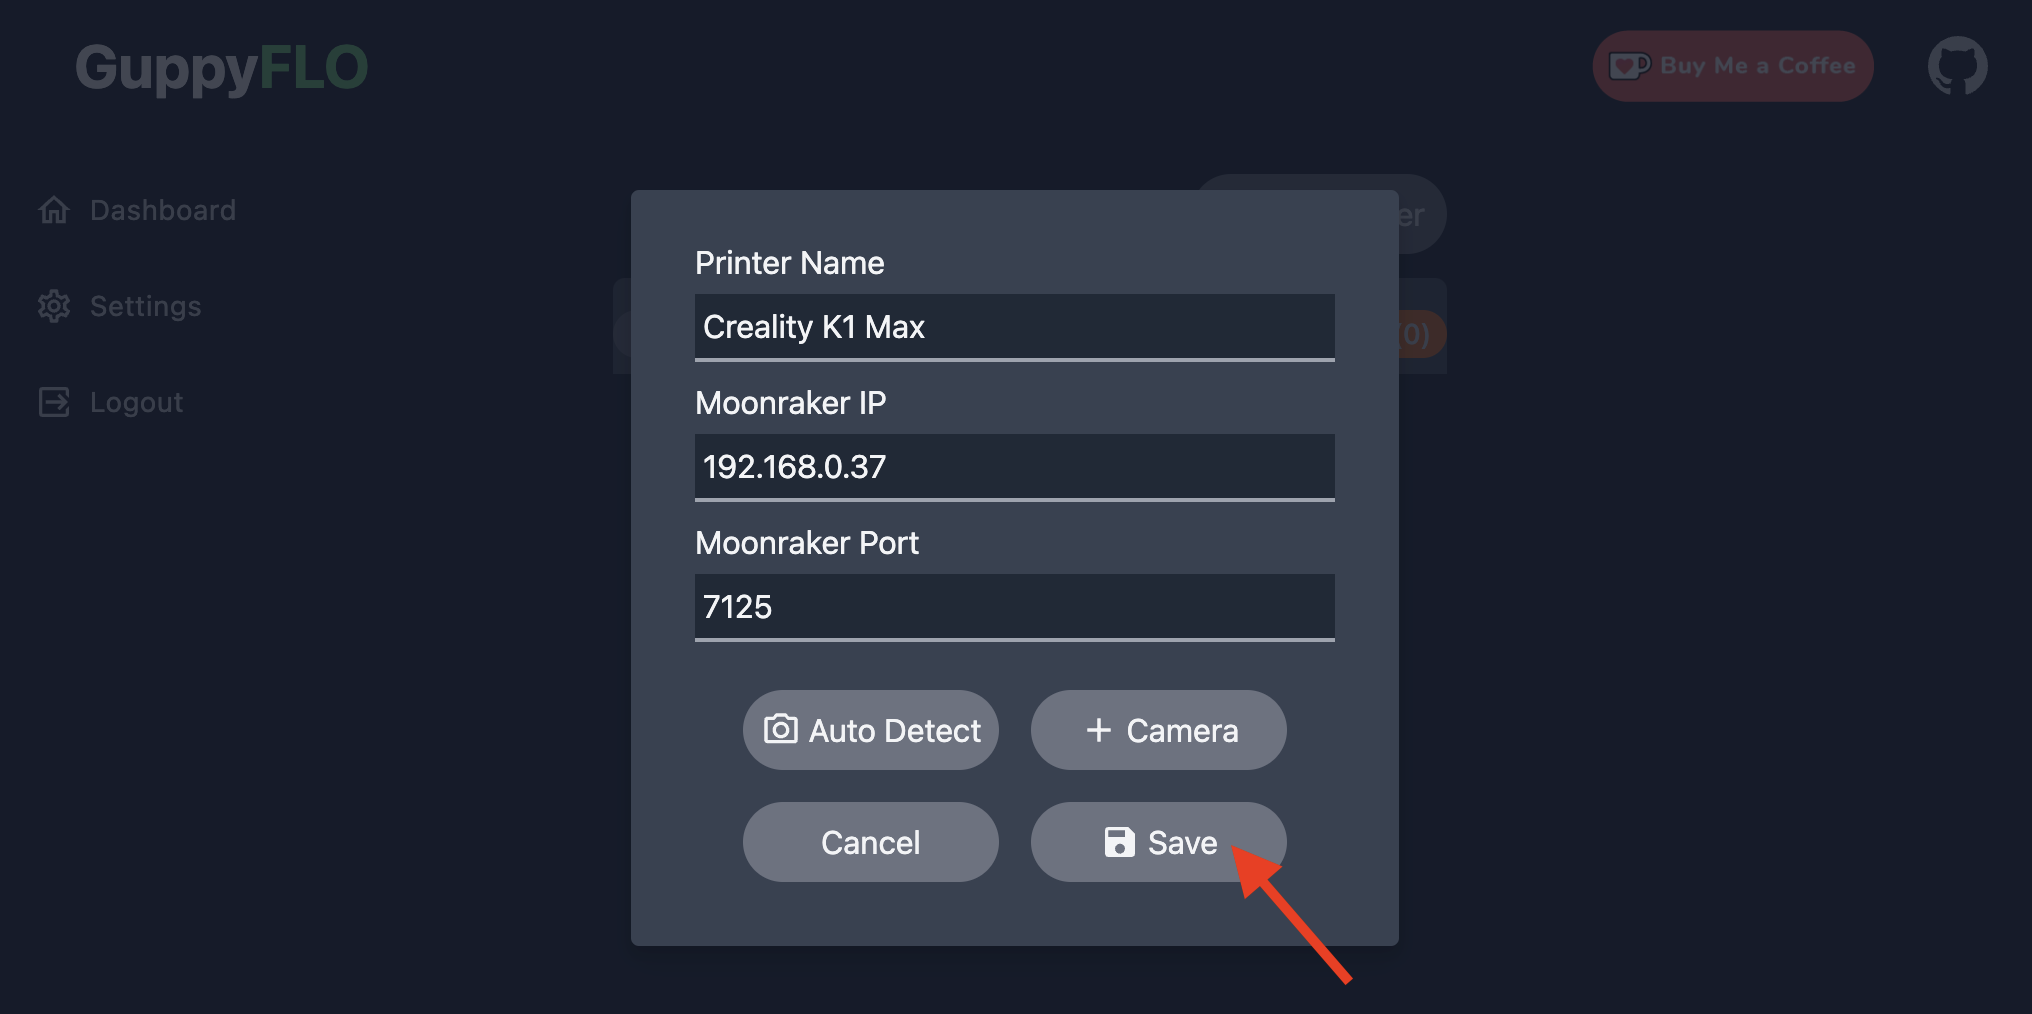 GuppyFLO
Buy Me a Coffee
Dashboard
Settings
Logout
er
(0)
Printer Name
Creality K1 Max
Moonraker IP
192.168.0.37
Moonraker Port
7125
Auto Detect
+ Camera
Cancel
Save